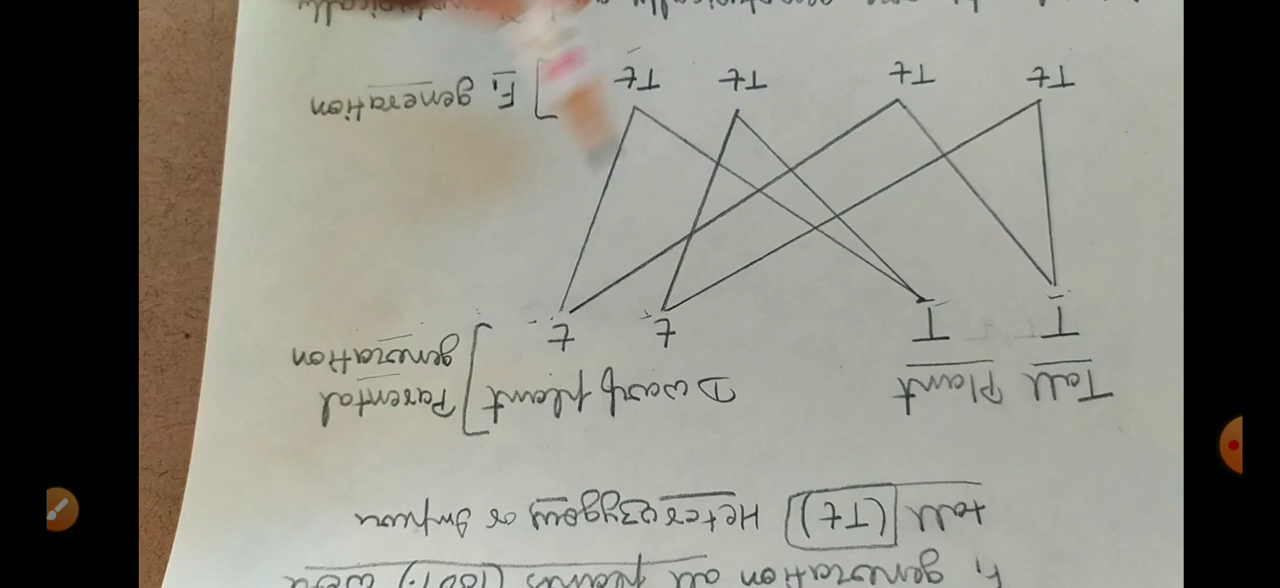 F₁ generation all plants (100%) were
tall (Tt) Heterozygous or Impure
Tall Plant Dwarf plant ] Parental generation
T T t t
Tt Tt Tt Tt ] F₁ generation
genotypically